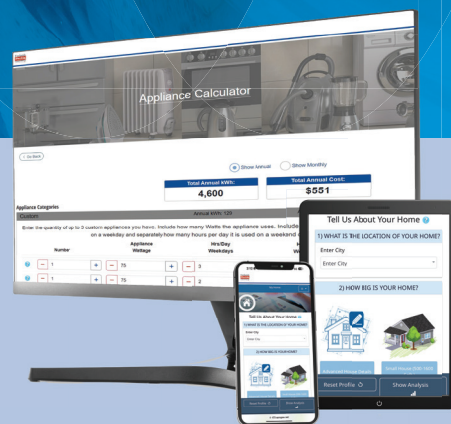 Appliance Calculator
< Go Back
Show Annual
Show Monthly
Total Annual kWh:
4,600
Total Annual Cost:
$551
Appliance Categories
Custom
Annual kWh: 129
Enter the quantity of up to 3 custom appliances you have. Include how many Watts the appliance uses. Include
on a weekday and separately how many hours per day it is used on a weekend
Number
Appliance
Wattage
Hrs/Day
Weekdays
1
75
3
1
75
2
Tell Us About Your Home
1) WHAT IS THE LOCATION OF YOUR HOME?
Enter City
Enter City
2) HOW BIG IS YOUR HOME?
Reset Profile
Show Analysis
Tell Us About Your Home
1) WHAT IS THE LOCATION OF YOUR HOME?
Enter City
Enter City
2) HOW BIG IS YOUR HOME?
Reset Profile
Show Analysis